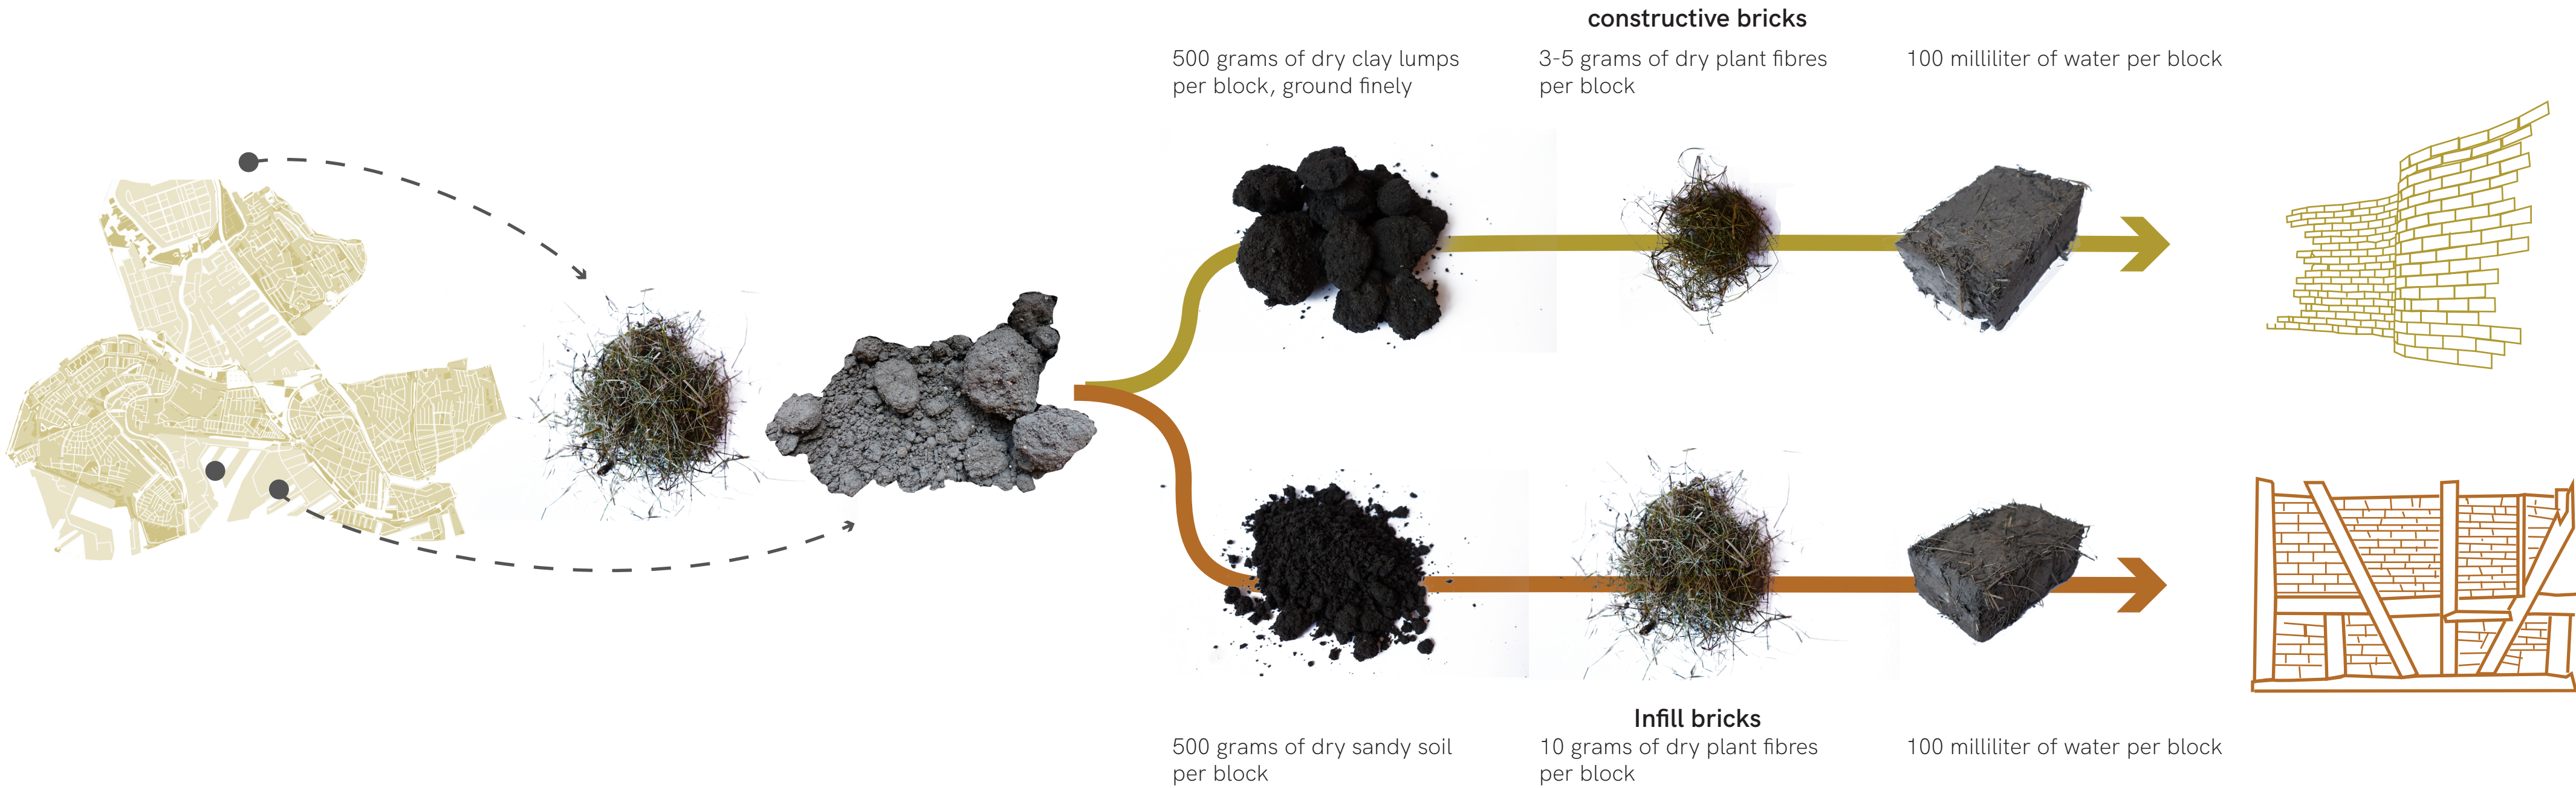 constructive bricks
500 grams of dry clay lumps
per block, ground finely
3-5 grams of dry plant fibres
per block
100 milliliter of water per block
Infill bricks
500 grams of dry sandy soil
per block
10 grams of dry plant fibres
per block
100 milliliter of water per block